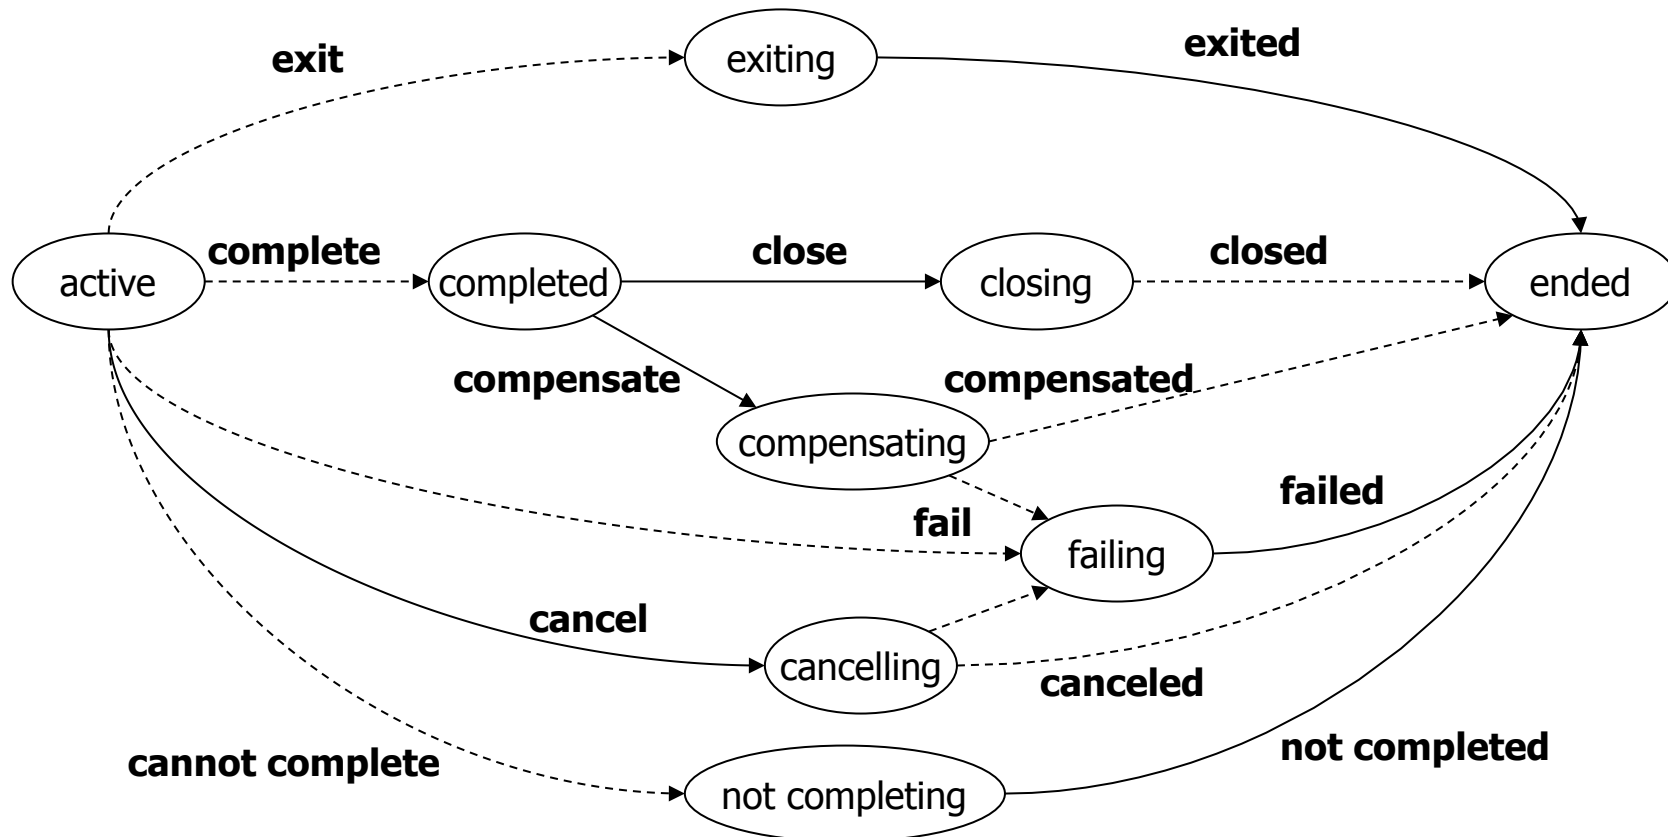 exit
exiting
exited
active
complete
completed
close
closing
closed
ended
compensate
compensating
compensated
fail
failing
failed
cancel
cancelling
canceled
cannot complete
not completing
not completed